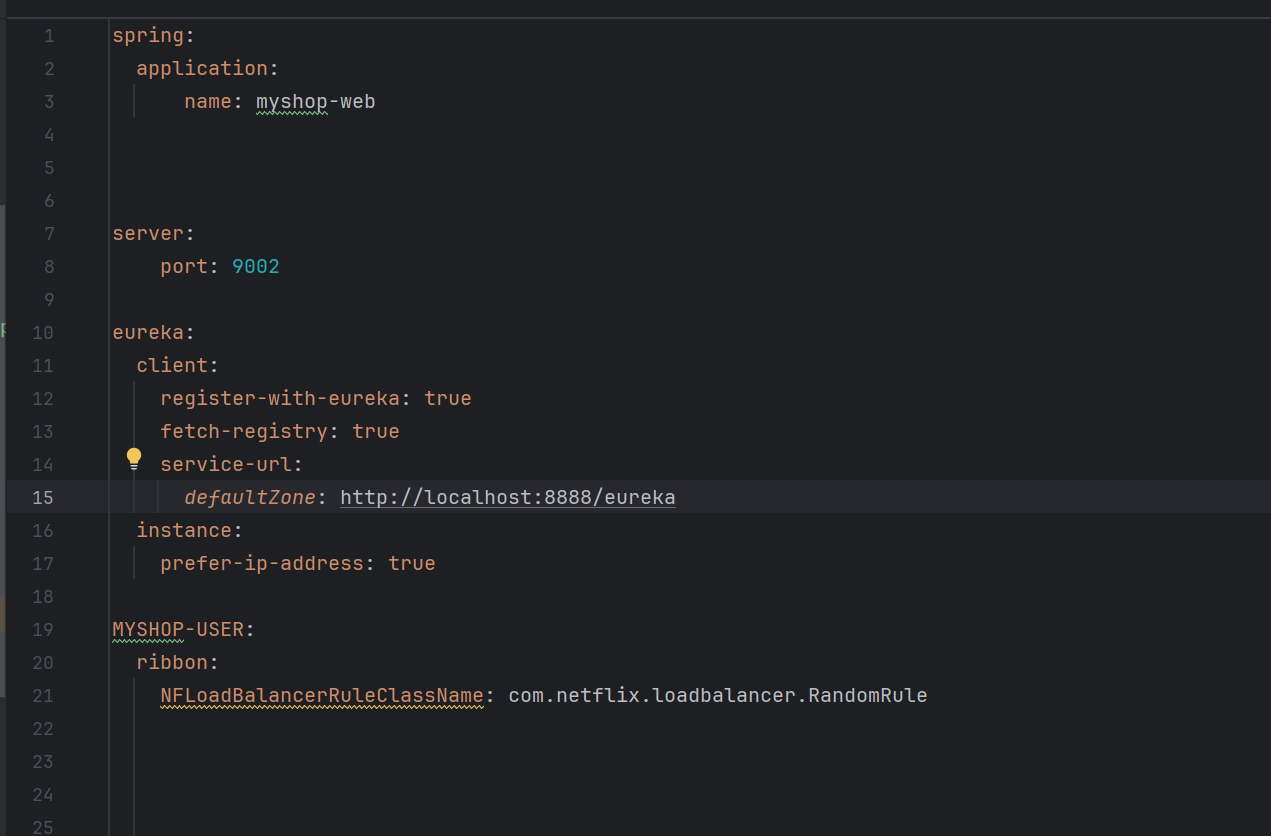 1 spring:
2   application:
3       name: myshop-web
4
5
6
7 server:
8     port: 9002
9
10 eureka:
11   client:
12     register-with-eureka: true
13     fetch-registry: true
14     service-url:
15       defaultZone: http://localhost:8888/eureka
16   instance:
17     prefer-ip-address: true
18
19 MYSHOP-USER:
20   ribbon:
21     NFLoadBalancerRuleClassName: com.netflix.loadbalancer.RandomRule
22
23
24
25